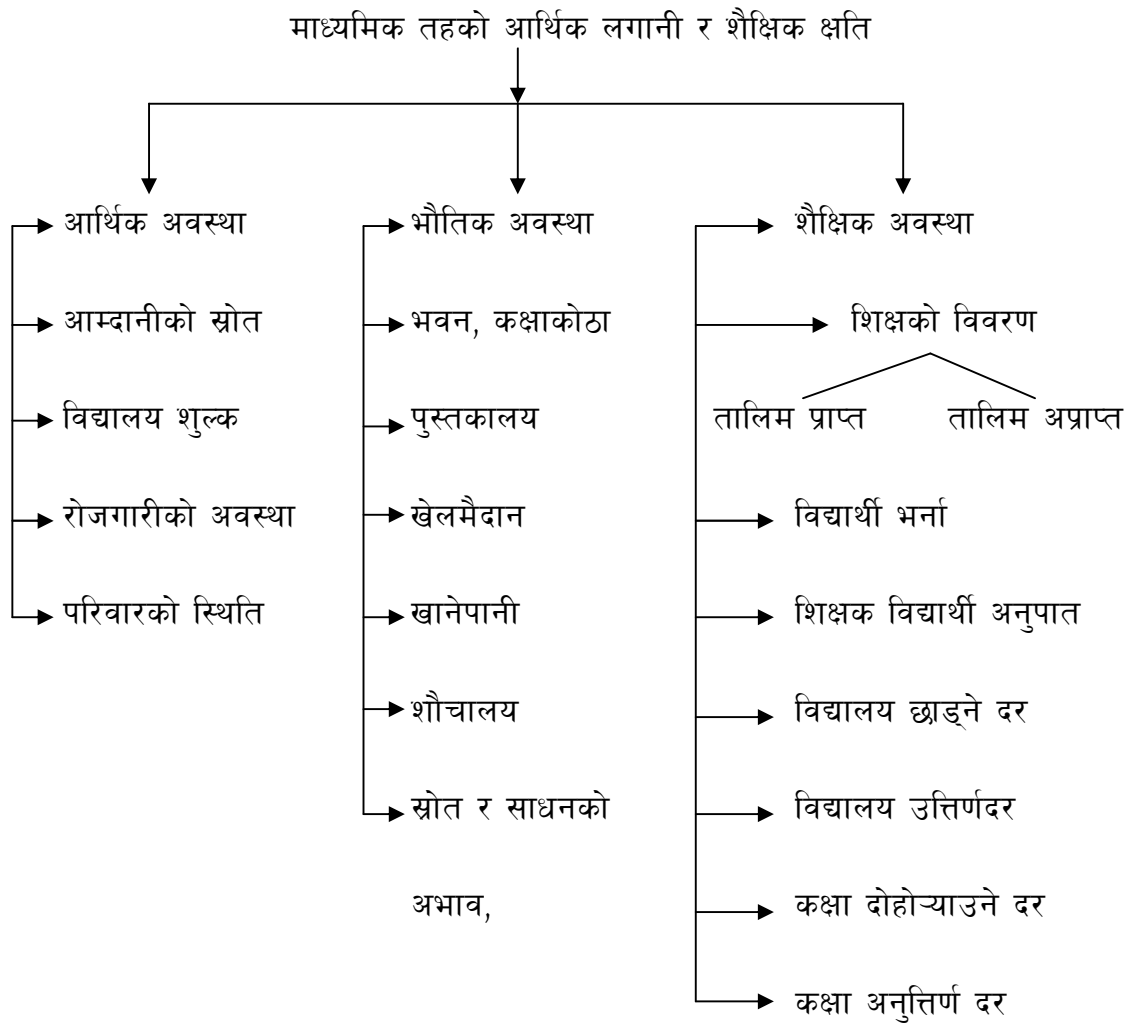 माध्यमिक तहको आर्थिक लगानी र शैक्षिक क्षति
आर्थिक अवस्था
आम्दानीको स्रोत
विद्यालय शुल्क
रोजगारीको अवस्था
परिवारको स्थिति
भौतिक अवस्था
भवन, कक्षाकोठा
पुस्तकालय
खेलमैदान
खानेपानी
शौचालय
स्रोत र साधनको
अभाव,
शैक्षिक अवस्था
शिक्षको विवरण
तालिम प्राप्त तालिम अप्राप्त
विद्यार्थी भर्ना
शिक्षक विद्यार्थी अनुपात
विद्यालय छाड्ने दर
विद्यालय उत्तिर्णदर
कक्षा दोहोर्‍याउने दर
कक्षा अनुत्तिर्ण दर